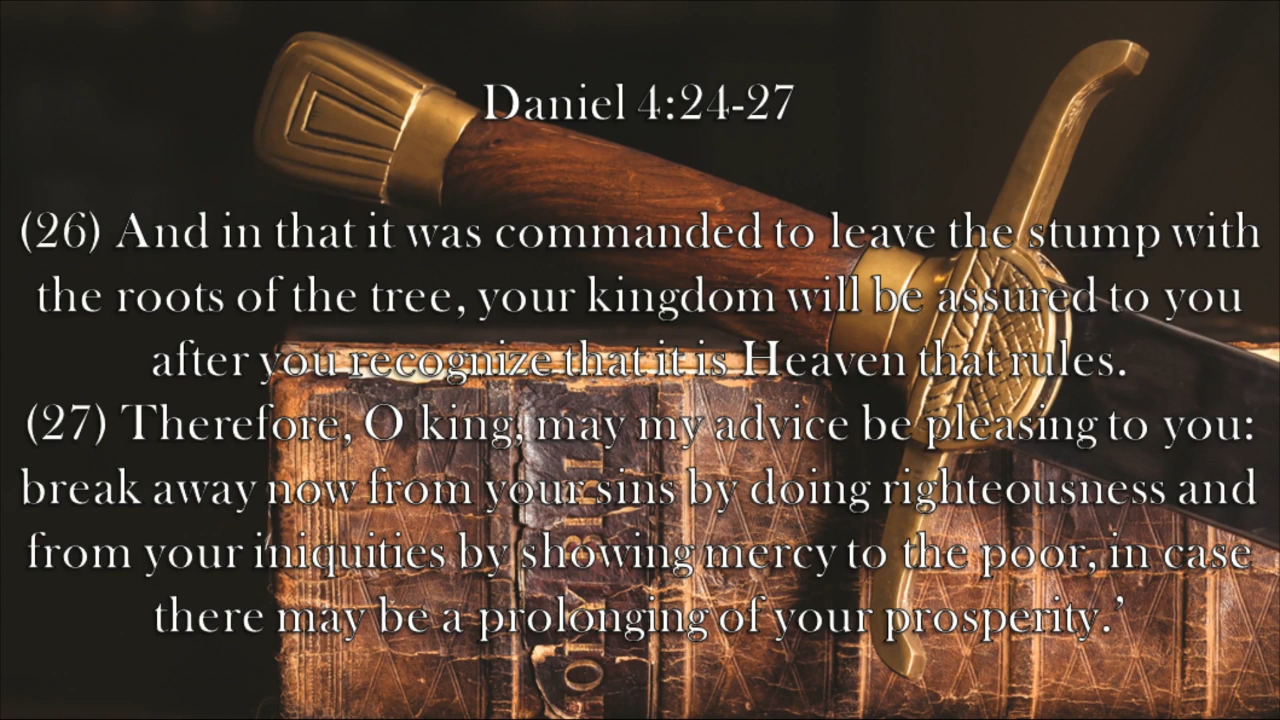 Daniel 4:24-27
(26) And in that it was commanded to leave the stump with
the roots of the tree, your kingdom will be assured to you
after you recognize that it is Heaven that rules.
(27) Therefore, O king, may my advice be pleasing to you:
break away now from your sins by doing righteousness and
from your iniquities by showing mercy to the poor, in case
there may be a prolonging of your prosperity.’
HOLY BIBLE